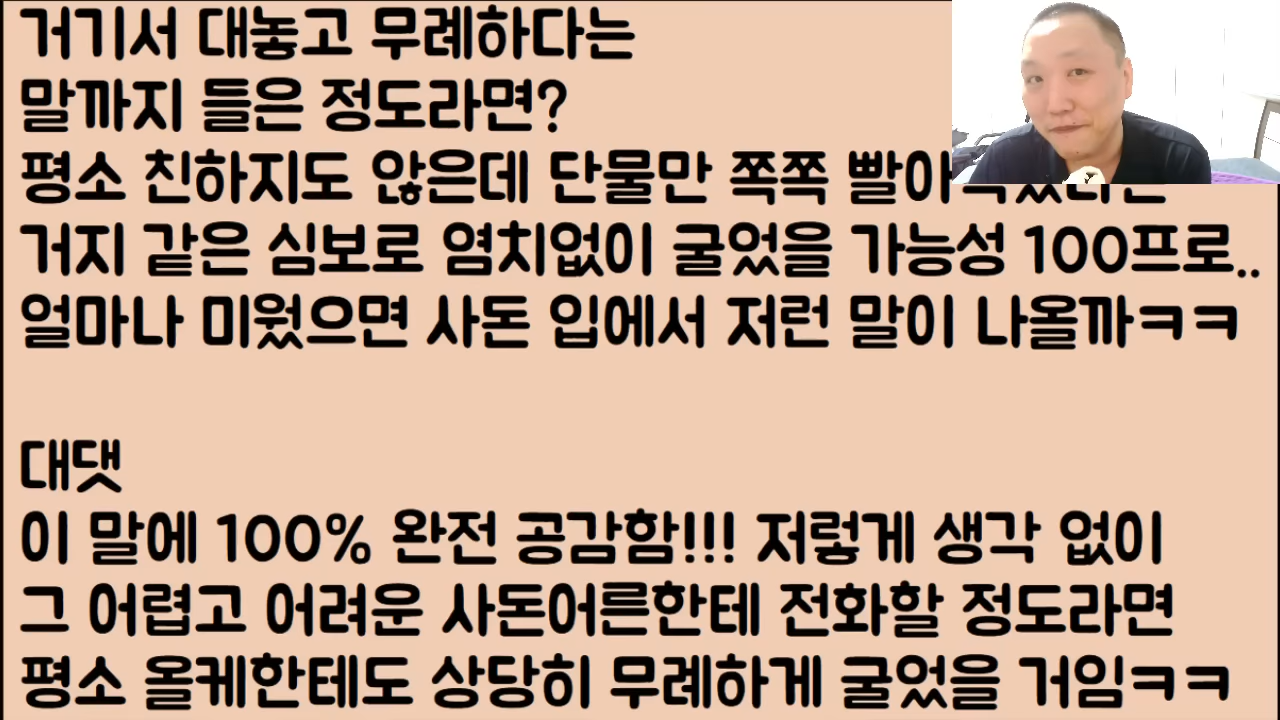 거기서 대놓고 무례하다는
말까지 들은 정도라면?
평소 친하지도 않은데 단물만 쪽쪽
거지 같은 심보로 염치없이 굴었을 가능성 100프로..
얼마나 미웠으면 사돈 입에서 저런 말이 나올까ㅋㅋ
대댓
이 말에 100% 완전 공감함!!! 저렇게 생각 없이
그 어렵고 어려운 사돈어른한테 전화할 정도라면
평소 올케한테도 상당히 무례하게 굴었을 거임ㅋㅋ